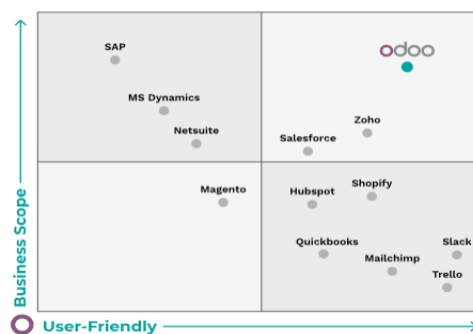 SAP
odoo
MS Dynamics
Zoho
Netsuite
Salesforce
Magento
Hubspot
Shopify
Quickbooks
Mailchimp
Slack
Trello
Business Scope
User-Friendly